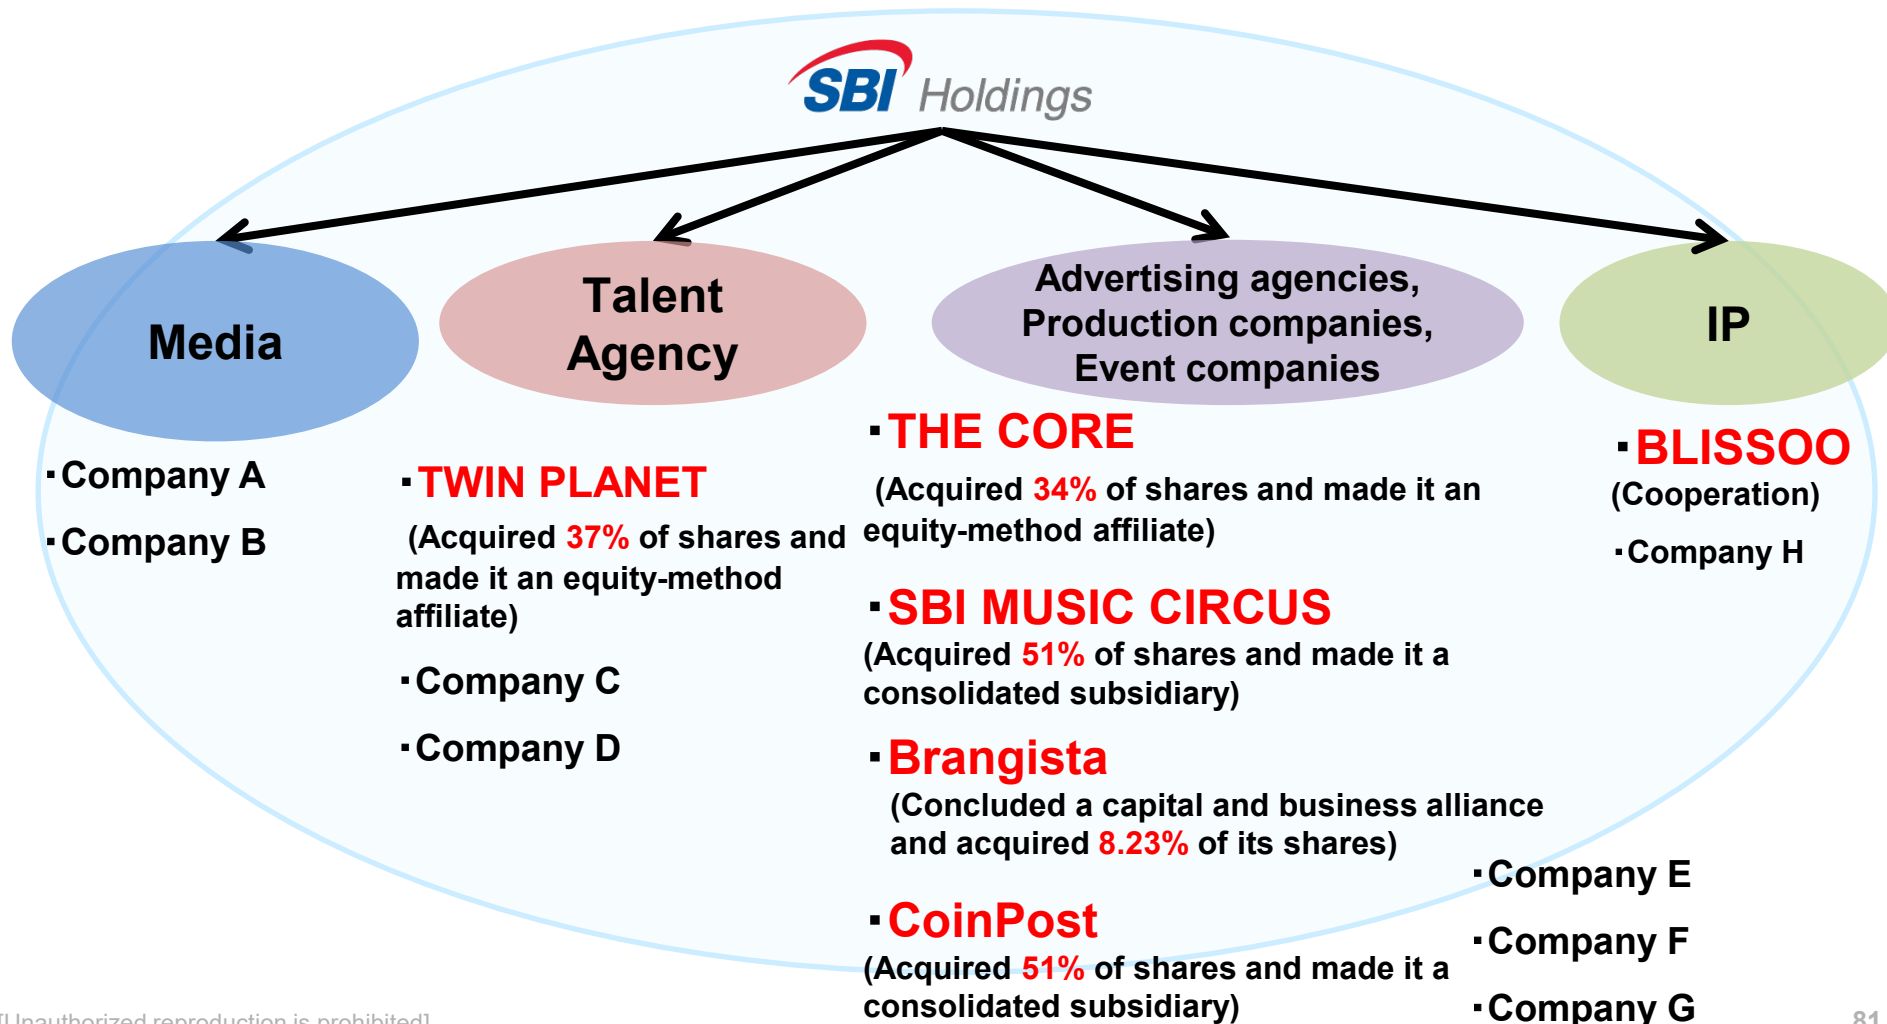 SBI Holdings
Media
Talent
Agency
Advertising agencies,
Production companies,
Event companies
IP
・Company A
・Company B
・TWIN PLANET
(Acquired 37% of shares and
made it an equity-method
affiliate)
・Company C
・Company D
・THE CORE
(Acquired 34% of shares and made it an
equity-method affiliate)
・SBI MUSIC CIRCUS
(Acquired 51% of shares and made it a
consolidated subsidiary)
・Brangista
(Concluded a capital and business alliance
and acquired 8.23% of its shares)
・CoinPost
(Acquired 51% of shares and made it a
consolidated subsidiary)
・Company E
・Company F
・Company G
・BLISSOO
(Cooperation)
・Company H
[Unauthorized reproduction is prohibited]
81